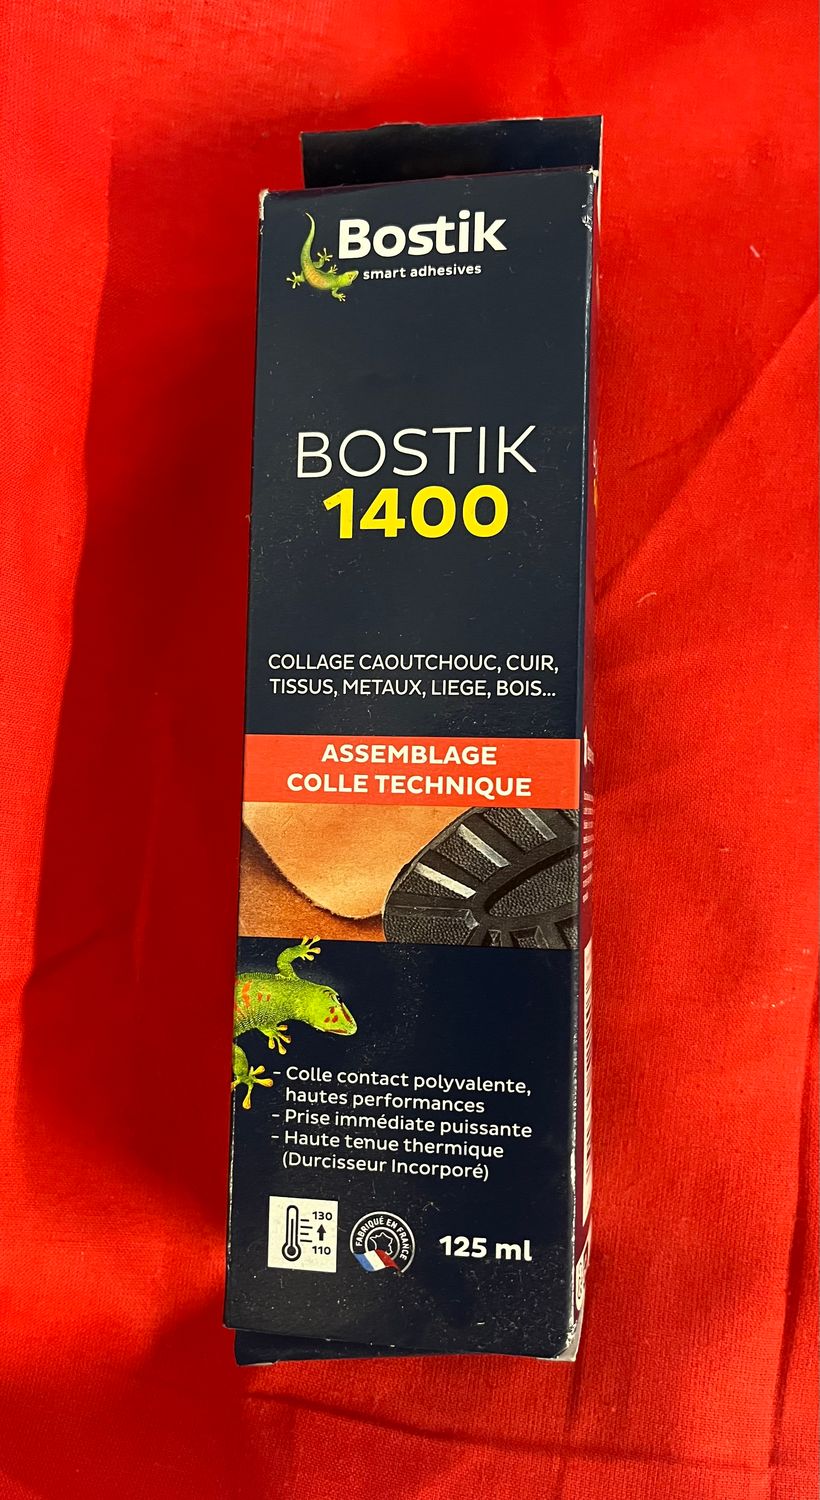 Bostik
smart adhesives
BOSTIK
1400
COLLAGE CAOUTCHOUC, CUIR,
TISSUS, METAUX, LIEGE, BOIS...
ASSEMBLAGE
COLLE TECHNIQUE
- Colle contact polyvalente,
hautes performances
- Prise immédiate puissante
- Haute tenue thermique
(Durcisseur Incorporé)
130
110
FABRIQUÉ EN FRANCE
125 ml